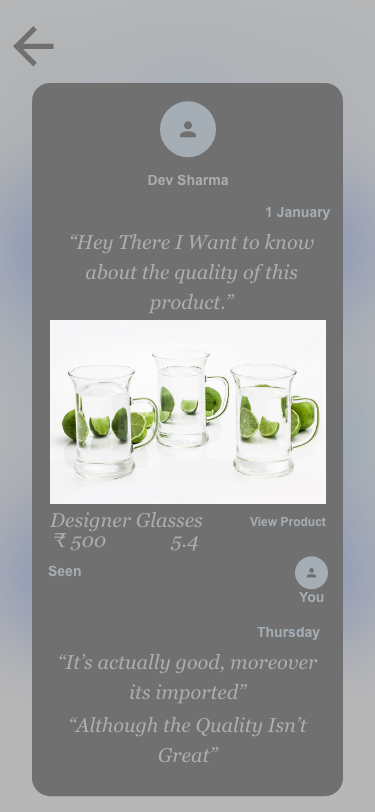 Dev Sharma
1 January
“Hey There I Want to know
about the quality of this
product.”
Designer Glasses
View Product
₹ 500
5.4
Seen
You
Thursday
“It’s actually good, moreover
its imported”
“Although the Quality Isn’t
Great”